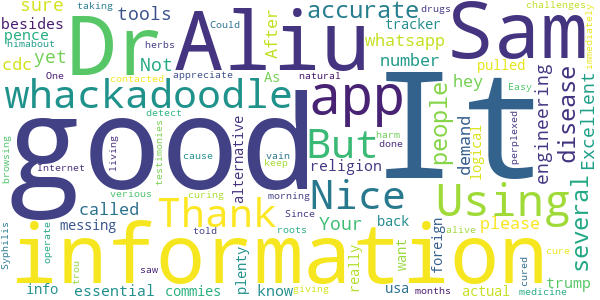 good
It
information
Aliu
Sam
Dr
app
whackadoodle
Using
Nice
Thank
But
several
people
disease
engineering
accurate
besides
sure
tools
Not
yet
cdc
pence
himabout
As
After
Could
herbs
taking
whatsapp
tracker
drugs
appreciate
number
hey
pulled
contacted
natural
One
challenges
immediately
Excellent
Easy
demand
logical
perplexed
detect
harm
cause
vain
keep
done
living
religion
alternative
testimonies
browsing
Internet
curing
morning
Since
called
verious
told
roots
Your
back
messing
please
foreign
want
alive
cure
Syphilis
operate
plenty
really
trump
actual
info
essential
commies
know
saw
giving
usa
months
cured
medicine
trou